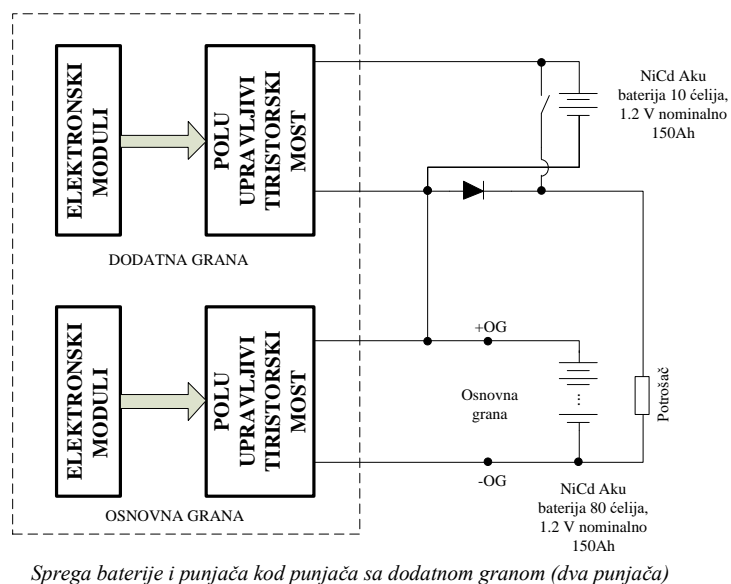 ELEKTRONSKI
MODULI
POLU
UPRAVLJIVI
TIRISTORSKI
MOST
DODATNA GRANA
NiCd Aku
baterija 10 ćelija,
1.2 V nominalno
150Ah
ELEKTRONSKI
MODULI
POLU
UPRAVLJIVI
TIRISTORSKI
MOST
OSNOVNA GRANA
+OG
Osnovna
grana
-OG
Potrošač
NiCd Aku
baterija 80 ćelija,
1.2 V nominalno
150Ah
Sprega baterije i punjača kod punjača sa dodatnom granom (dva punjača)